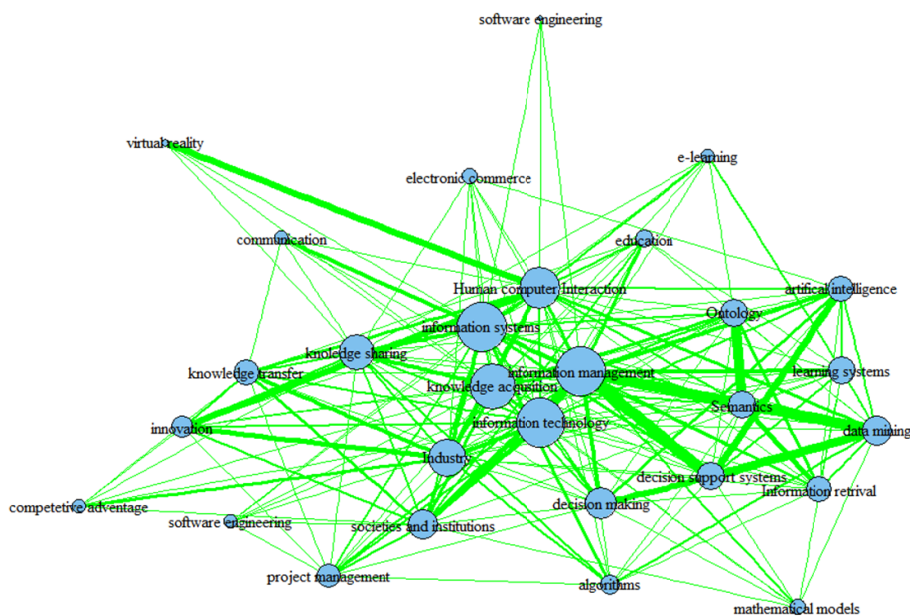 software engineering
virtual reality
e-learning
electronic commerce
communication
education
Human computer Interaction
artifical intelligence
Ontology
information systems
knoledge sharing
knowledge transfer
information management
learning systems
knowledge acqusition
Semantics
information technology
innovation
data mining
Industry
decision support systems
Information retrival
competetive adventage
decision making
software engineering
societies and institutions
project management
algorithms
mathematical models